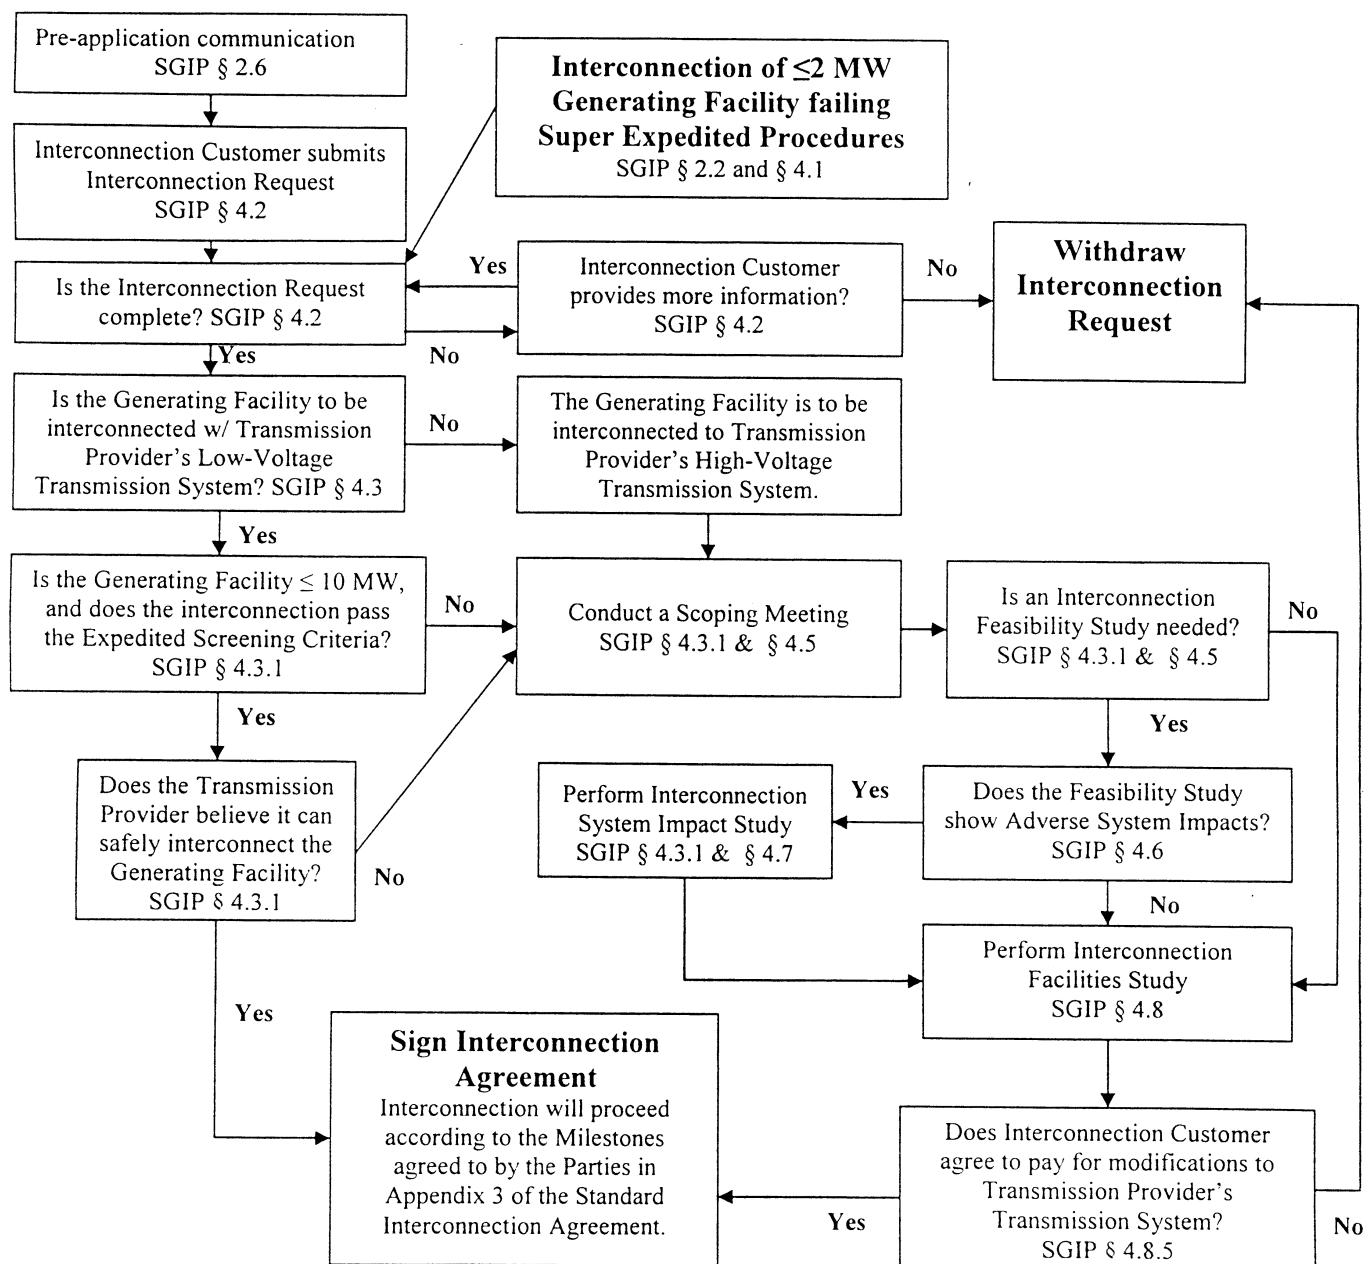 Pre-application communication
SGIP § 2.6
Interconnection of ≤2 MW
Generating Facility failing
Super Expedited Procedures
SGIP § 2.2 and § 4.1
Interconnection Customer submits
Interconnection Request
SGIP § 4.2
Is the Interconnection Request
complete? SGIP § 4.2
Yes
No
Interconnection Customer
provides more information?
SGIP § 4.2
No
Withdraw
Interconnection
Request
Yes
Is the Generating Facility to be
interconnected w/ Transmission
Provider's Low-Voltage
Transmission System? SGIP § 4.3
No
The Generating Facility is to be
interconnected to Transmission
Provider's High-Voltage
Transmission System.
Yes
Is the Generating Facility ≤ 10 MW,
and does the interconnection pass
the Expedited Screening Criteria?
SGIP § 4.3.1
No
Conduct a Scoping Meeting
SGIP § 4.3.1 & § 4.5
Is an Interconnection
Feasibility Study needed?
SGIP § 4.3.1 & § 4.5
No
Yes
Yes
Does the Transmission
Provider believe it can
safely interconnect the
Generating Facility?
SGIP § 4.3.1
No
Perform Interconnection
System Impact Study
SGIP § 4.3.1 & § 4.7
Yes
Does the Feasibility Study
show Adverse System Impacts?
SGIP § 4.6
No
Perform Interconnection
Facilities Study
SGIP § 4.8
Yes
Sign Interconnection
Agreement
Interconnection will proceed
according to the Milestones
agreed to by the Parties in
Appendix 3 of the Standard
Interconnection Agreement.
Yes
Does Interconnection Customer
agree to pay for modifications to
Transmission Provider's
Transmission System?
SGIP § 4.8.5
No